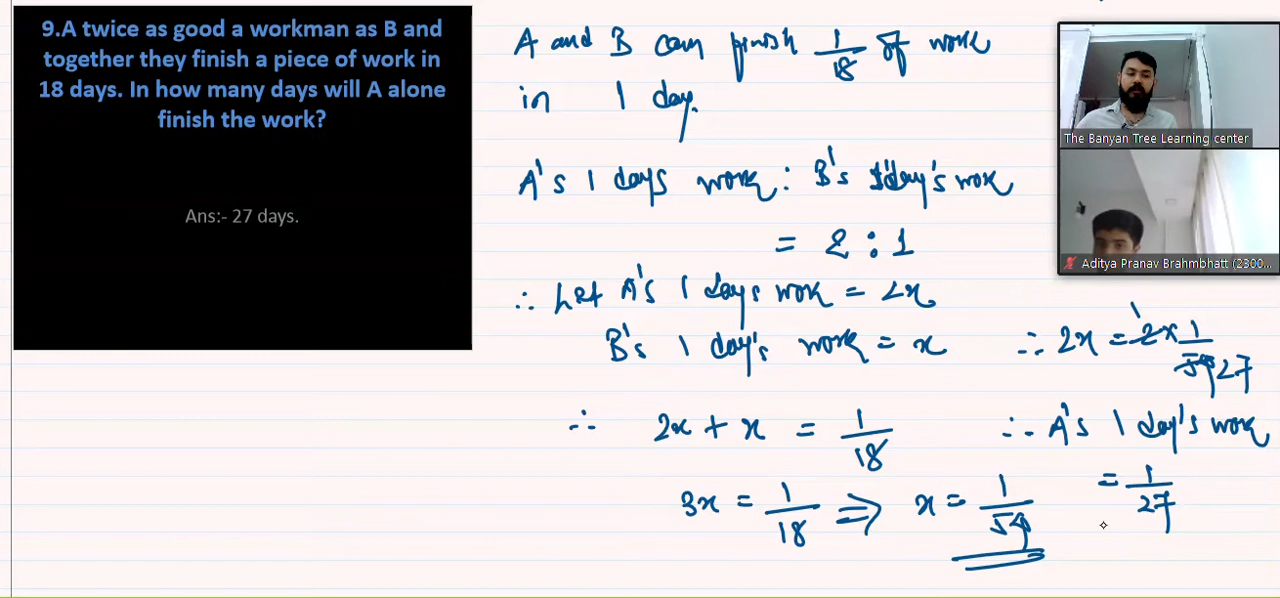 9.A twice as good a workman as B and
together they finish a piece of work in
18 days. In how many days will A alone
finish the work?
Ans:- 27 days.
A and B can finish 1/18 of work
in 1 day.
A's 1 days work : B's 1 day's work
= 2 : 1
∴ Let A's 1 days work = 2x
B's 1 day's work = x
∴ 2x + x = 1/18
3x = 1/18 ⇒ x = 1/54
∴ 2x = 2 x 1/54 1 27
∴ A's 1 day's work
= 1/27
The Banyan Tree Learning center
Aditya Pranav Brahmbhatt (2300...